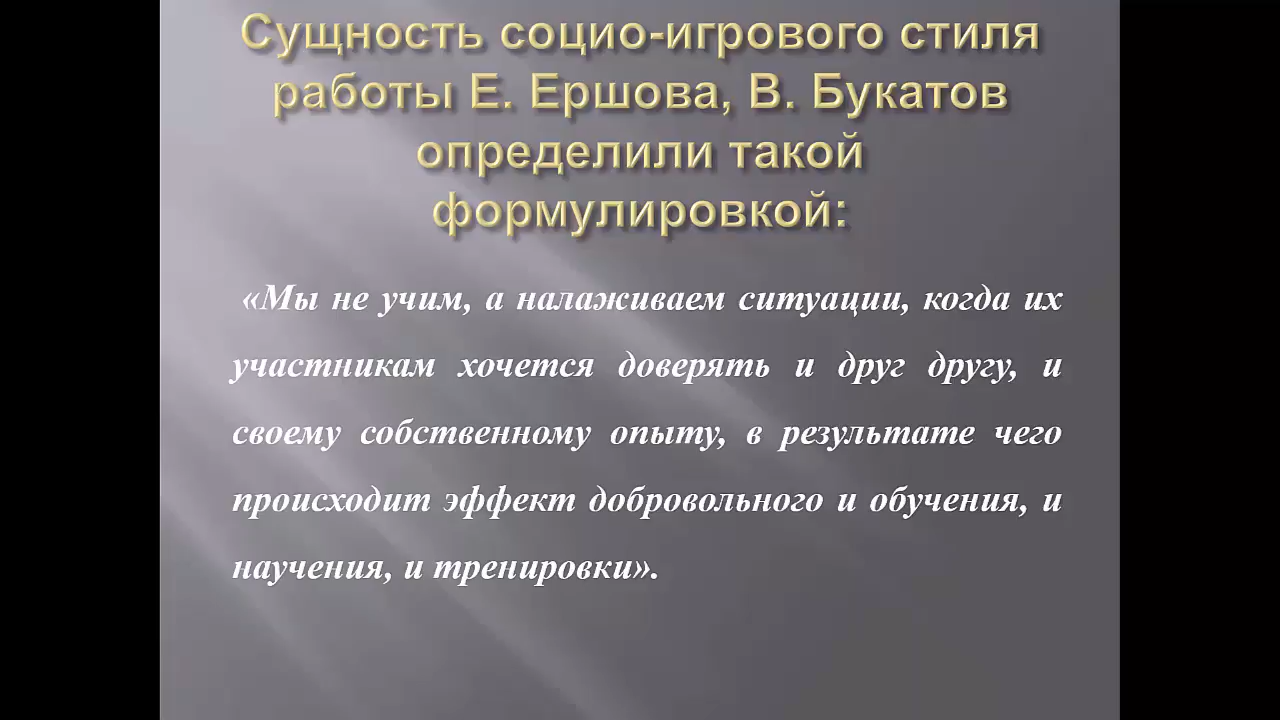 Сущность социо-игрового стиля
работы Е. Ершова, В. Букатов
определили такой
формулировкой:
«Мы не учим, а налаживаем ситуации, когда их
участникам хочется доверять и друг другу, и
своему собственному опыту, в результате чего
происходит эффект добровольного и обучения, и
научения, и тренировки».